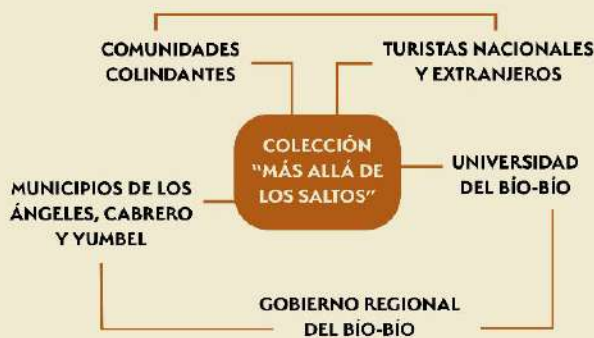 COMUNIDADES
COLINDANTES
TURISTAS NACIONALES
Y EXTRANJEROS
COLECCIÓN
"MÁS ALLÁ DE
LOS SALTOS"
UNIVERSIDAD
DEL BÍO-BÍO
MUNICIPIOS DE LOS
ÁNGELES, CABRERO
Y YUMBEL
GOBIERNO REGIONAL
DEL BÍO-BÍO